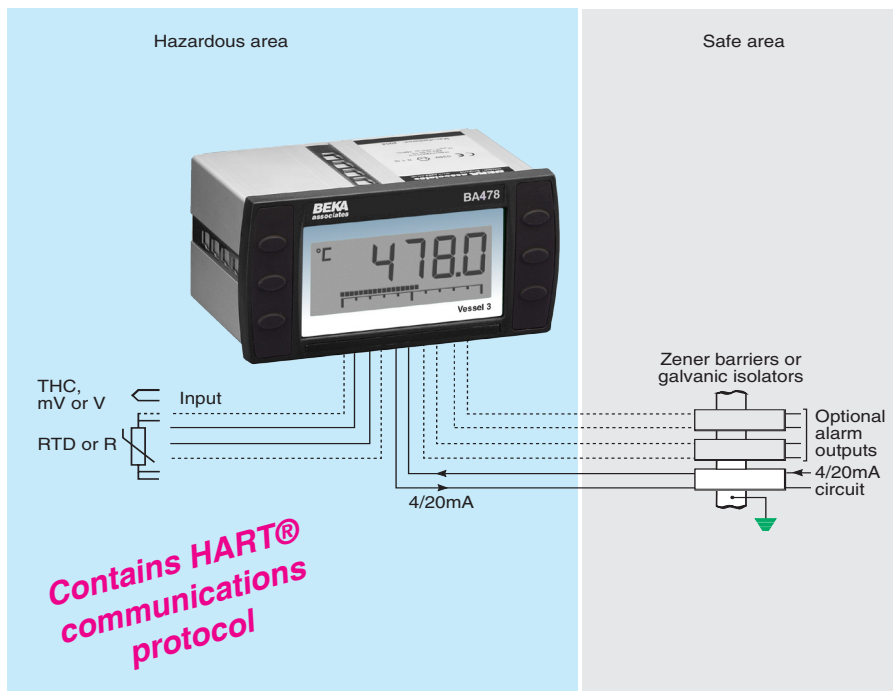 Hazardous area
Safe area
BEKA
associates
BA478
°C
478.0
Vessel 3
Zener barriers or
galvanic isolators
THC,
mV or V
Input
RTD or R
Optional
alarm
outputs
4/20mA
circuit
4/20mA
Contains HART®
communications
protocol